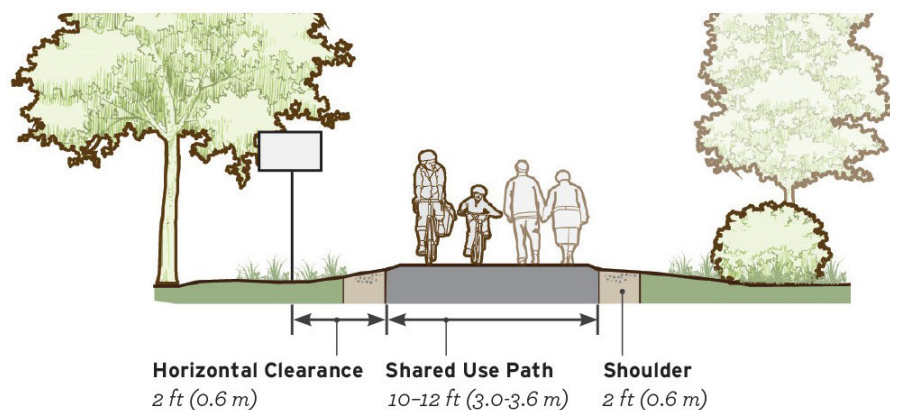 Horizontal Clearance
2 ft (0.6 m)
Shared Use Path
10–12 ft (3.0-3.6 m)
Shoulder
2 ft (0.6 m)